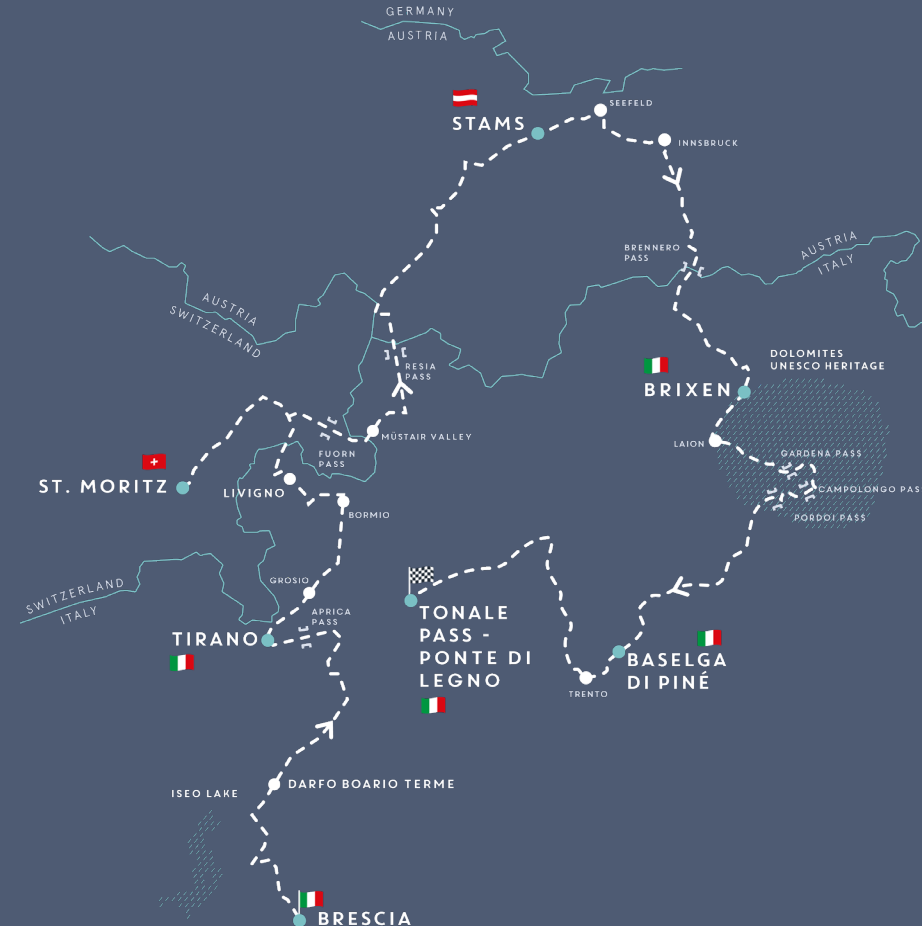 GERMANY
AUSTRIA
STAMS
SEEFELD
INNSBRUCK
BRENNERO
PASS
AUSTRIA
ITALY
AUSTRIA
SWITZERLAND
DOLOMITES
UNESCO HERITAGE
RESIA
PASS
BRIXEN
MÜSTAIR VALLEY
LAION
FUORN
PASS
GARDENA PASS
ST. MORITZ
LIVIGNO
CAMPOLONGO PAS
BORMIO
PORDOI PASS
GROSIO
SWITZERLAND
ITALY
APRICA
PASS
TIRANO
TONALE
PASS -
PONTE DI
LEGNO
BASELGA
DI PINÉ
TRENTO
DARFO BOARIO TERME
ISEO LAKE
BRESCIA